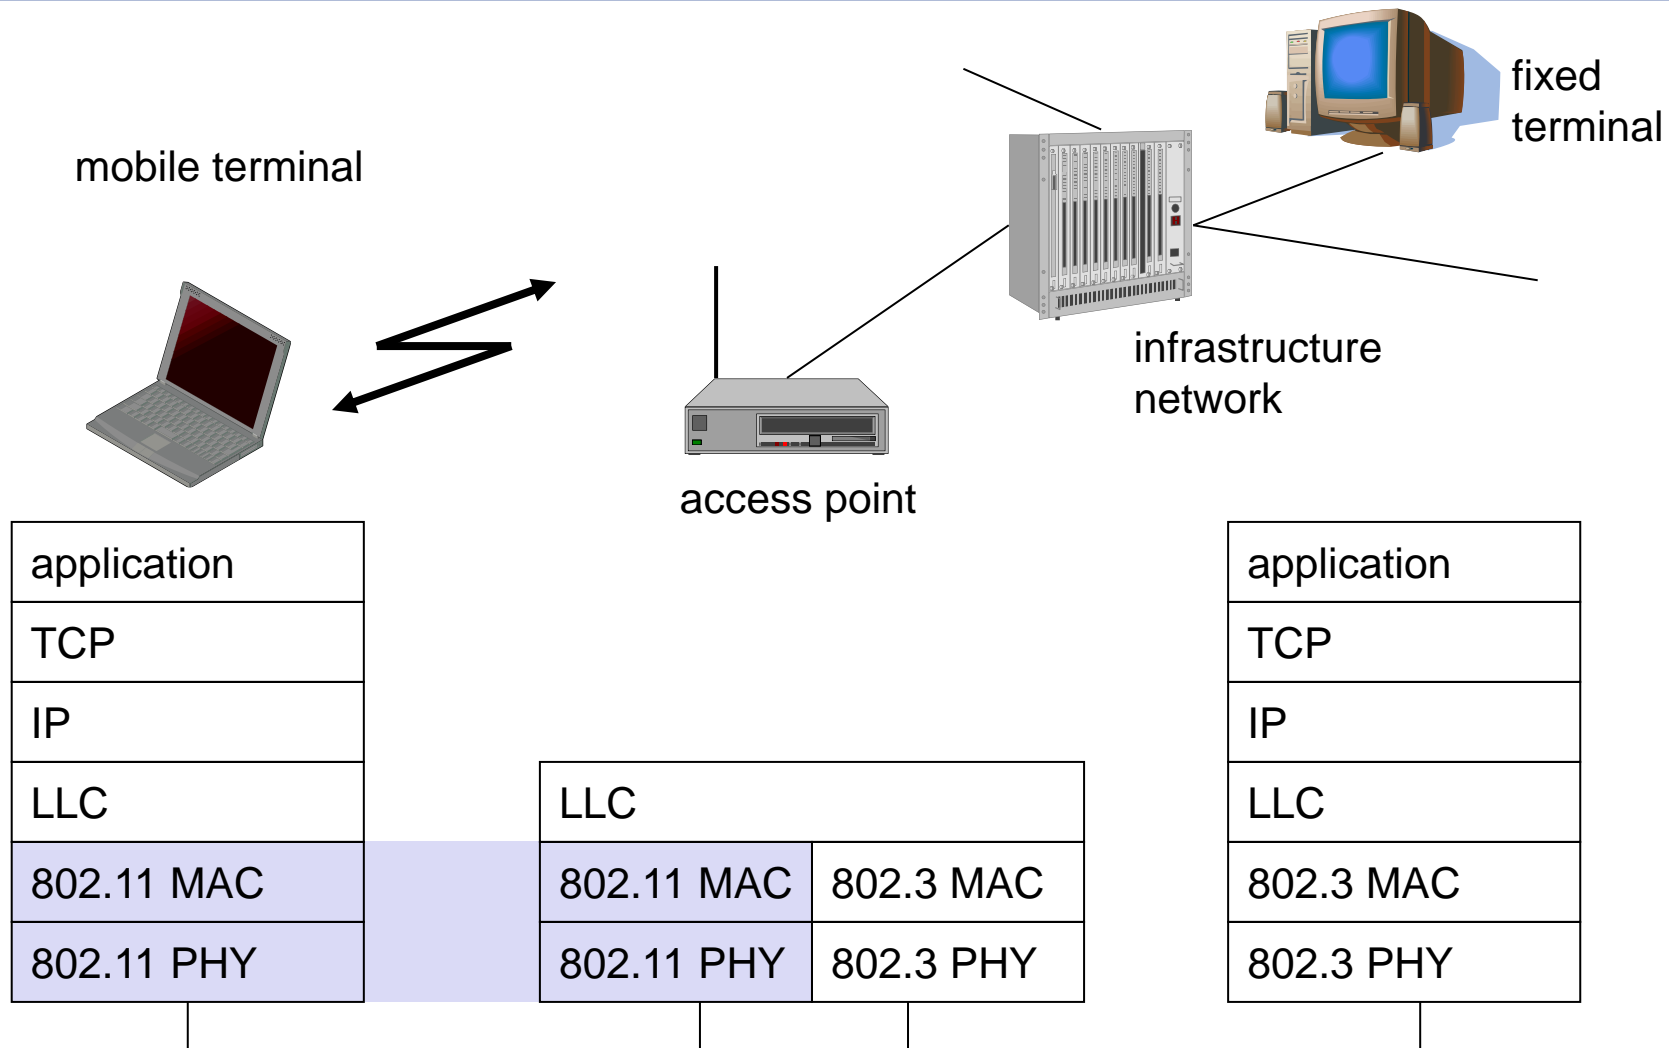 fixed
terminal
mobile terminal
infrastructure
network
access point
application
TCP
IP
LLC
802.11 MAC
802.11 PHY
LLC
802.11 MAC
802.3 MAC
802.11 PHY
802.3 PHY
application
TCP
IP
LLC
802.3 MAC
802.3 PHY